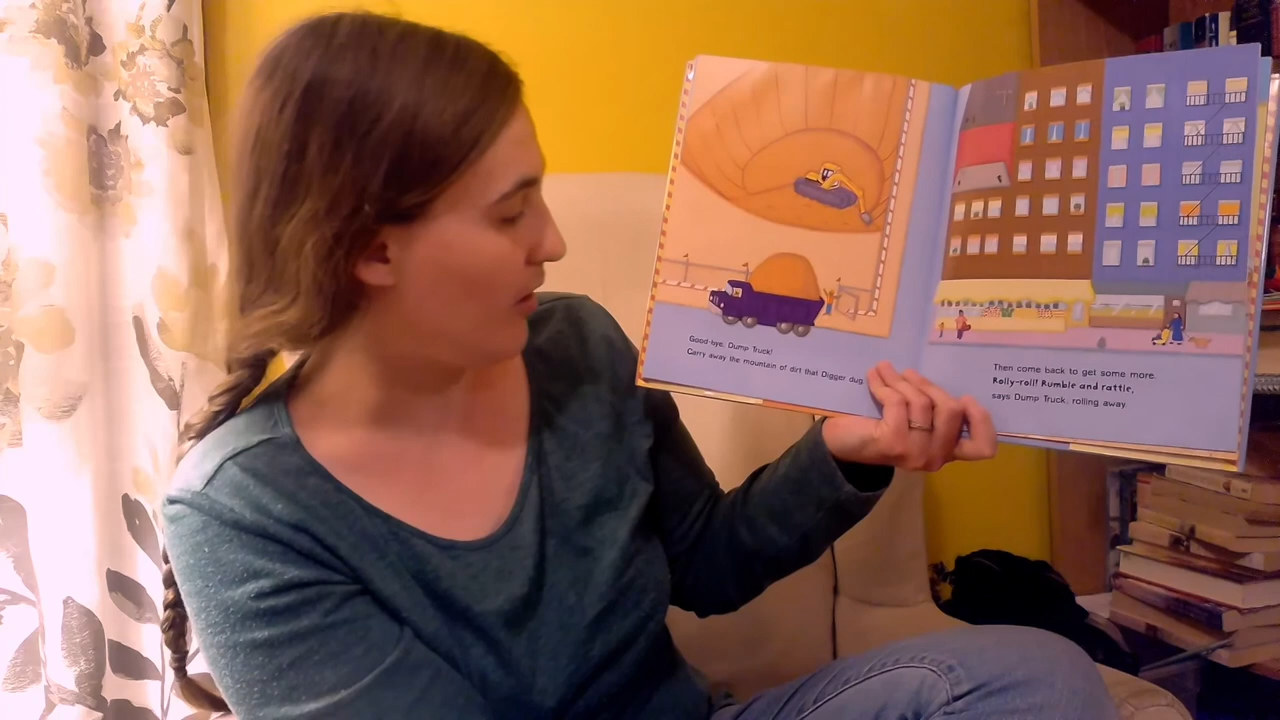 Good-bye, Dump Truck!
Carry away the mountain of dirt that Digger dug.
Then come back to get some more.
Rolly-roll! Rumble and rattle,
says Dump Truck, rolling away.